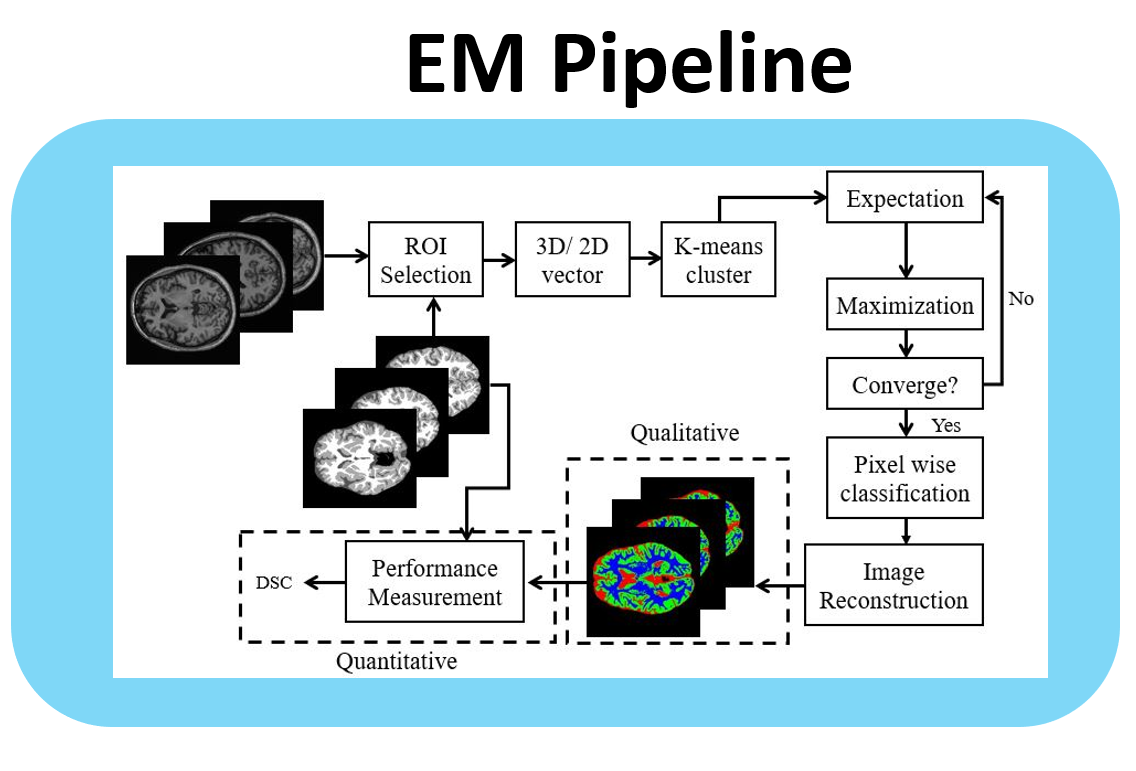 EM Pipeline
ROI
Selection
3D/ 2D
vector
K-means
cluster
Expectation
Maximization
No
Converge?
Yes
Pixel wise
classification
Image
Reconstruction
Qualitative
Performance
Measurement
DSC
Quantitative